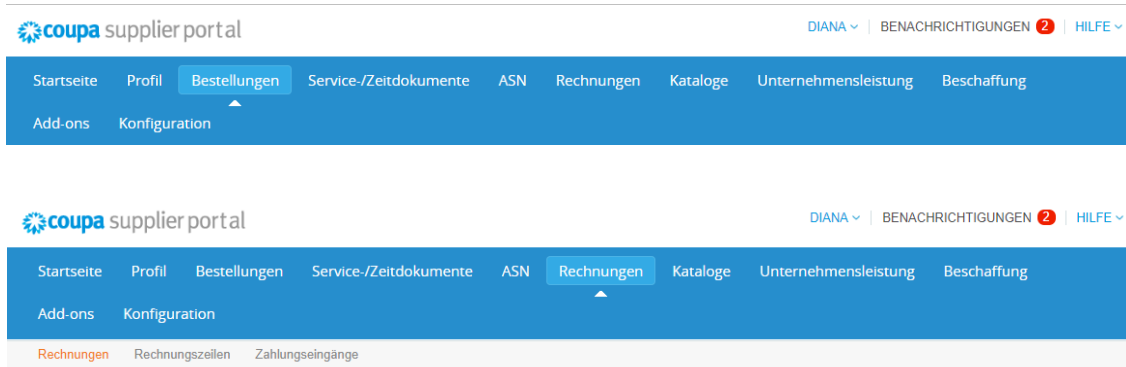 coupa supplier portal DIANA BENACHRICHTIGUNGEN 2 HILFE
Startseite Profil Bestellungen Service-/Zeitdokumente ASN Rechnungen Kataloge Unternehmensleistung Beschaffung
Add-ons Konfiguration
coupa supplier portal DIANA BENACHRICHTIGUNGEN 2 HILFE
Startseite Profil Bestellungen Service-/Zeitdokumente ASN Rechnungen Kataloge Unternehmensleistung Beschaffung
Add-ons Konfiguration
Rechnungen Rechnungszeilen Zahlungseingänge